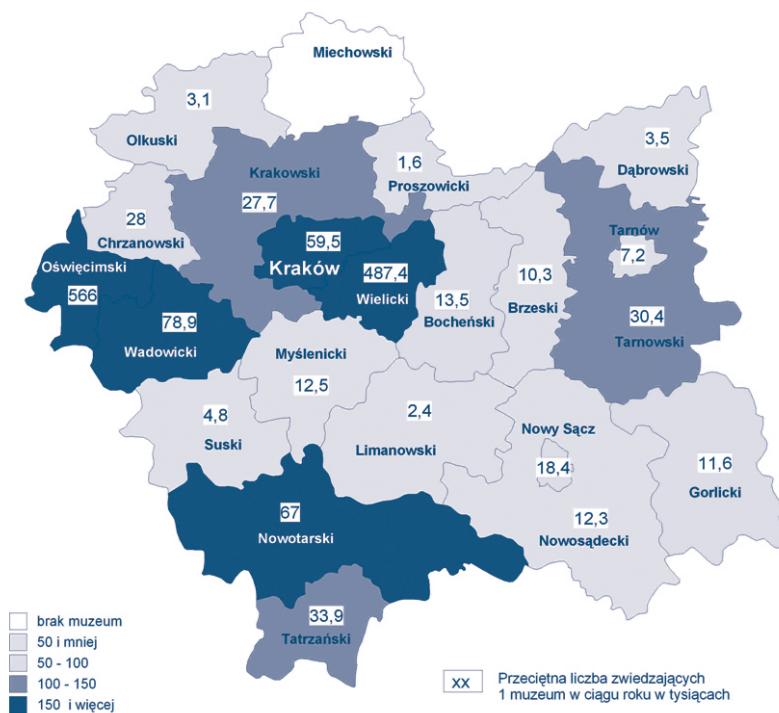 Miechowski
3,1
Olkuski
3,5
Dąbrowski
Krakowski
27,7
1,6
Proszowicki
28
Chrzanowski
Tarnów
7,2
Oświęcimski
566
59,5
Kraków
487,4
Wielicki
13,5
Bocheński
10,3
Brzeski
30,4
Tarnowski
78,9
Wadowicki
Myślenicki
12,5
4,8
Suski
2,4
Limanowski
Nowy Sącz
18,4
11,6
Gorlicki
12,3
Nowosądecki
67
Nowotarski
33,9
Tatrzański
brak muzeum
50 i mniej
50 - 100
100 - 150
150 i więcej
xx
Przeciętna liczba zwiedzających
1 muzeum w ciągu roku w tysiącach